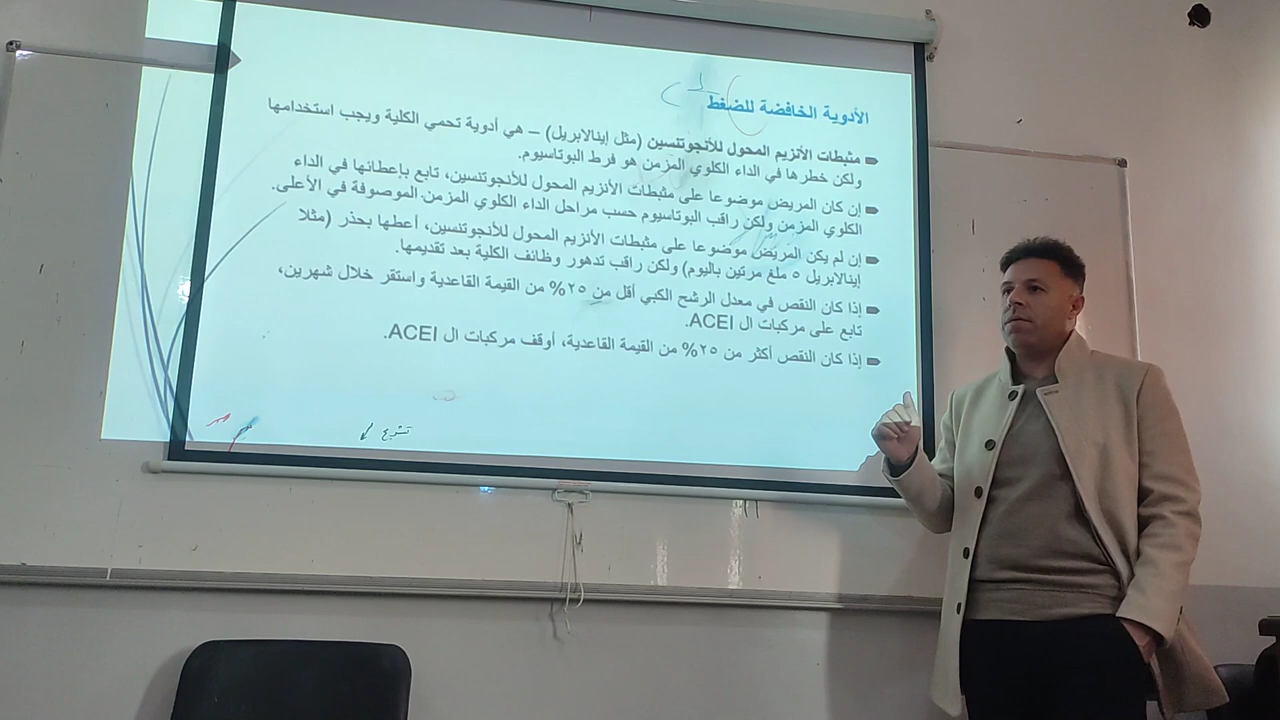 الأدوية الخافضة للضغط
مثبطات الأنزيم المحول للأنجوتنسين (مثل إينالابريل) – هي أدوية تحمي الكلية ويجب استخدامها
ولكن خطرها في الداء الكلوي المزمن هو فرط البوتاسيوم.
إن كان المريض موضوعا على مثبطات الأنزيم المحول للأنجوتنسين، تابع بإعطائها في الداء
الكلوي المزمن ولكن راقب البوتاسيوم حسب مراحل الداء الكلوي المزمن الموصوفة في الأعلى.
إن لم يكن المريض موضوعا على مثبطات الأنزيم المحول للأنجوتنسين، أعطها بحذر (مثلا
إينالابريل ٥ ملغ مرتين باليوم) ولكن راقب تدهور وظائف الكلية بعد تقديمها.
إذا كان النقص في معدل الرشح الكبي أقل من ٢٥% من القيمة القاعدية واستقر خلال شهرين،
تابع على مركبات ال ACEI.
إذا كان النقص أكثر من ٢٥% من القيمة القاعدية، أوقف مركبات ال ACEI.
تشريح